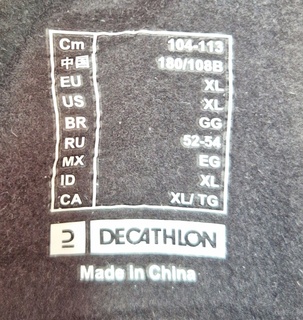 Cm 104-113
中国 180/108B
EU XL
US XL
BR GG
RU 52-54
MX EG
ID XL
CA XL/TG
DECATHLON
Made in China